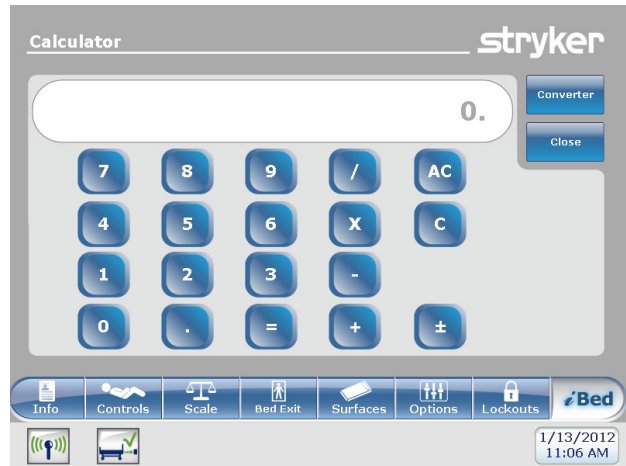 Calculator
stryker
0.
Converter
Close
7 8 9 / AC
4 5 6 X C
1 2 3 -
0 . = + ±
Info Controls Scale Bed Exit Surfaces Options Lockouts iBed
1/13/2012
11:06 AM